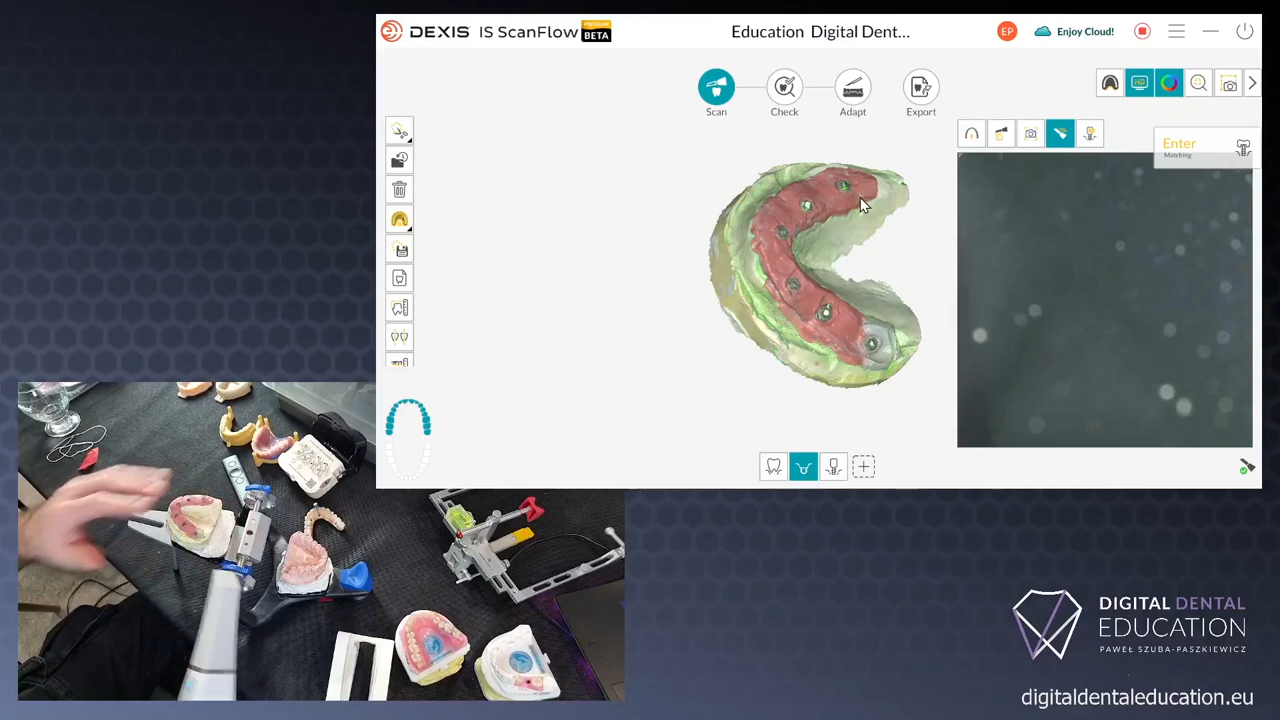 DEXIS IS ScanFlow PREMIUM BETA
Education Digital Dent...
EP
Enjoy Cloud!
Scan
Check
Adapt
Export
HD
Enter
Matching
DIGITAL DENTAL
EDUCATION
PAWEŁ SZUBA-PASZKIEWICZ
digitaldentaleducation.eu